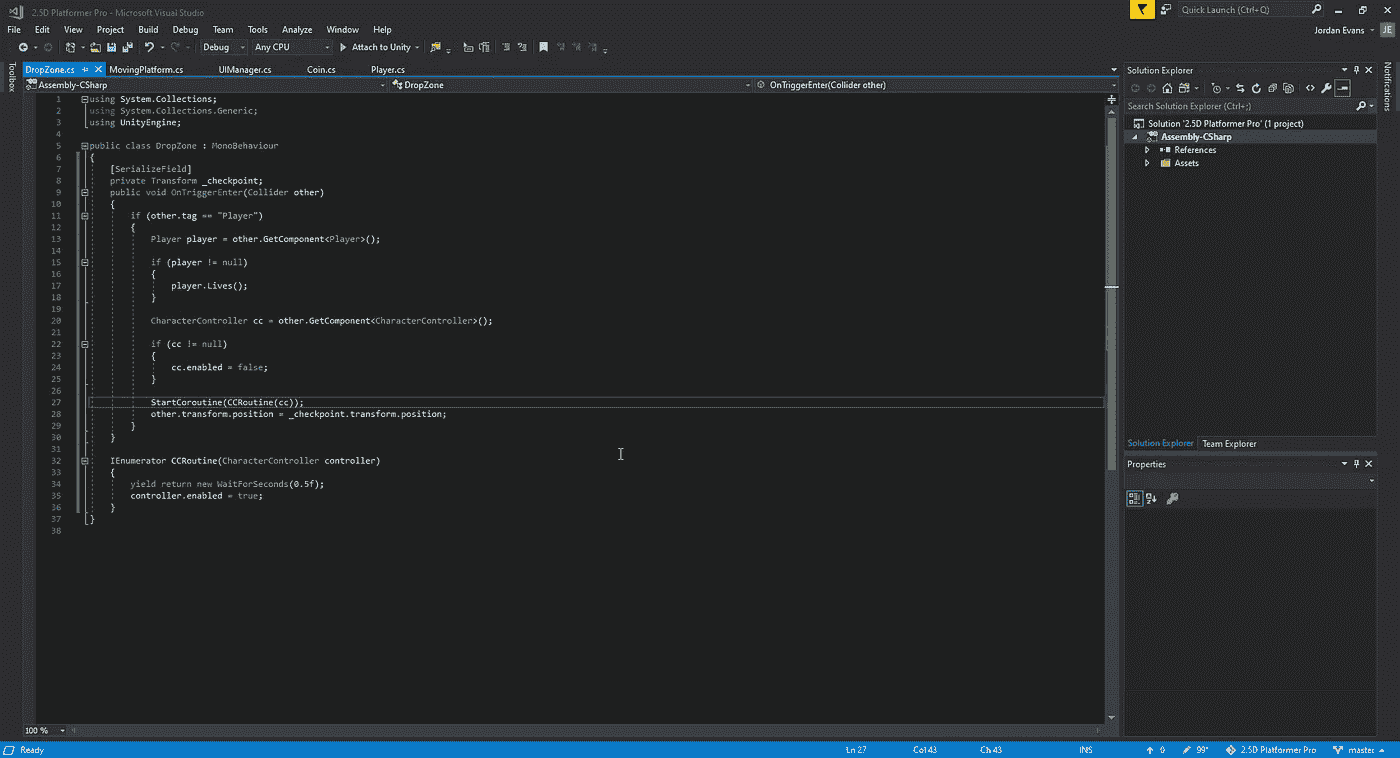 2.5D Platformer Pro - Microsoft Visual Studio
Quick Launch (Ctrl+Q)
File Edit View Project Build Debug Team Tools Analyze Window Help
Jordan Evans JE
Debug Any CPU Attach to Unity
Toolbox
DropZone.cs MovingPlatform.cs UIManager.cs Coin.cs Player.cs
Assembly-CSharp DropZone OnTriggerEnter(Collider other)
1 using System.Collections;
2 using System.Collections.Generic;
3 using UnityEngine;
4
5 public class DropZone : MonoBehaviour
6 {
7 [SerializeField]
8 private Transform _checkpoint;
9 public void OnTriggerEnter(Collider other)
10 {
11 if (other.tag == "Player")
12 {
13 Player player = other.GetComponent<Player>();
14
15 if (player != null)
16 {
17 player.Lives();
18 }
19
20 CharacterController cc = other.GetComponent<CharacterController>();
21
22 if (cc != null)
23 {
24 cc.enabled = false;
25 }
26
27 StartCoroutine(CCRoutine(cc));
28 other.transform.position = _checkpoint.transform.position;
29 }
30 }
31
32 IEnumerator CCRoutine(CharacterController controller)
33 {
34 yield return new WaitForSeconds(0.5f);
35 controller.enabled = true;
36 }
37 }
38
100 %
Solution Explorer
Search Solution Explorer (Ctrl+;)
Solution '2.5D Platformer Pro' (1 project)
Assembly-CSharp
References
Assets
Solution Explorer Team Explorer
Properties
Notifications
Ready Ln 27 Col 43 Ch 43 INS 0 99* 2.5D Platformer Pro master